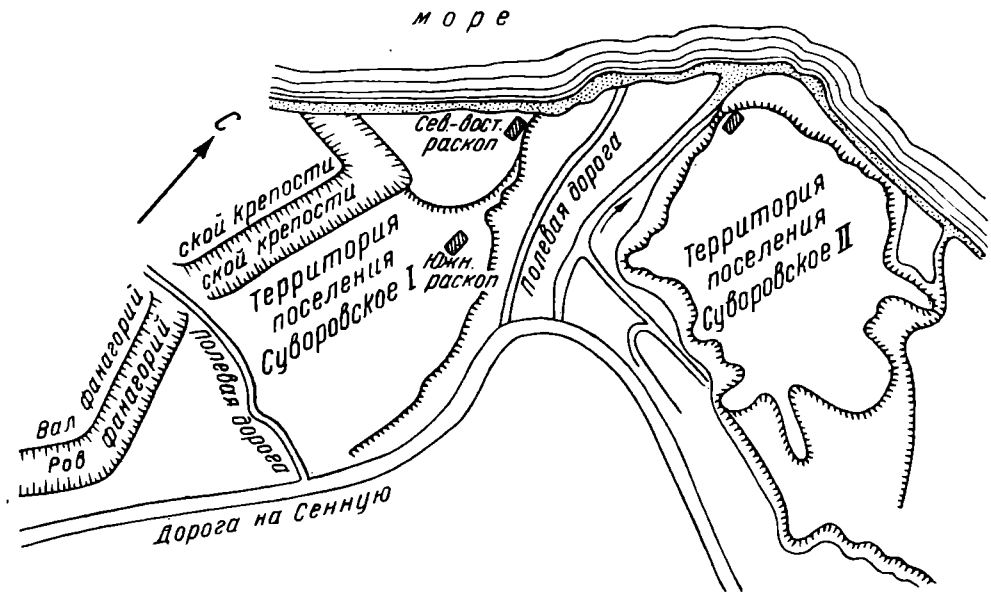 море
С
Сев.-вост.
раскоп
ской крепости
ской крепости
Территория
поселения
Суворовское I
Южн.
раскоп
полевая дорога
Территория
поселения
Суворовское II
Вал фанагорий
Ров фанагорий
полевая дорога
Дорога на Сенную